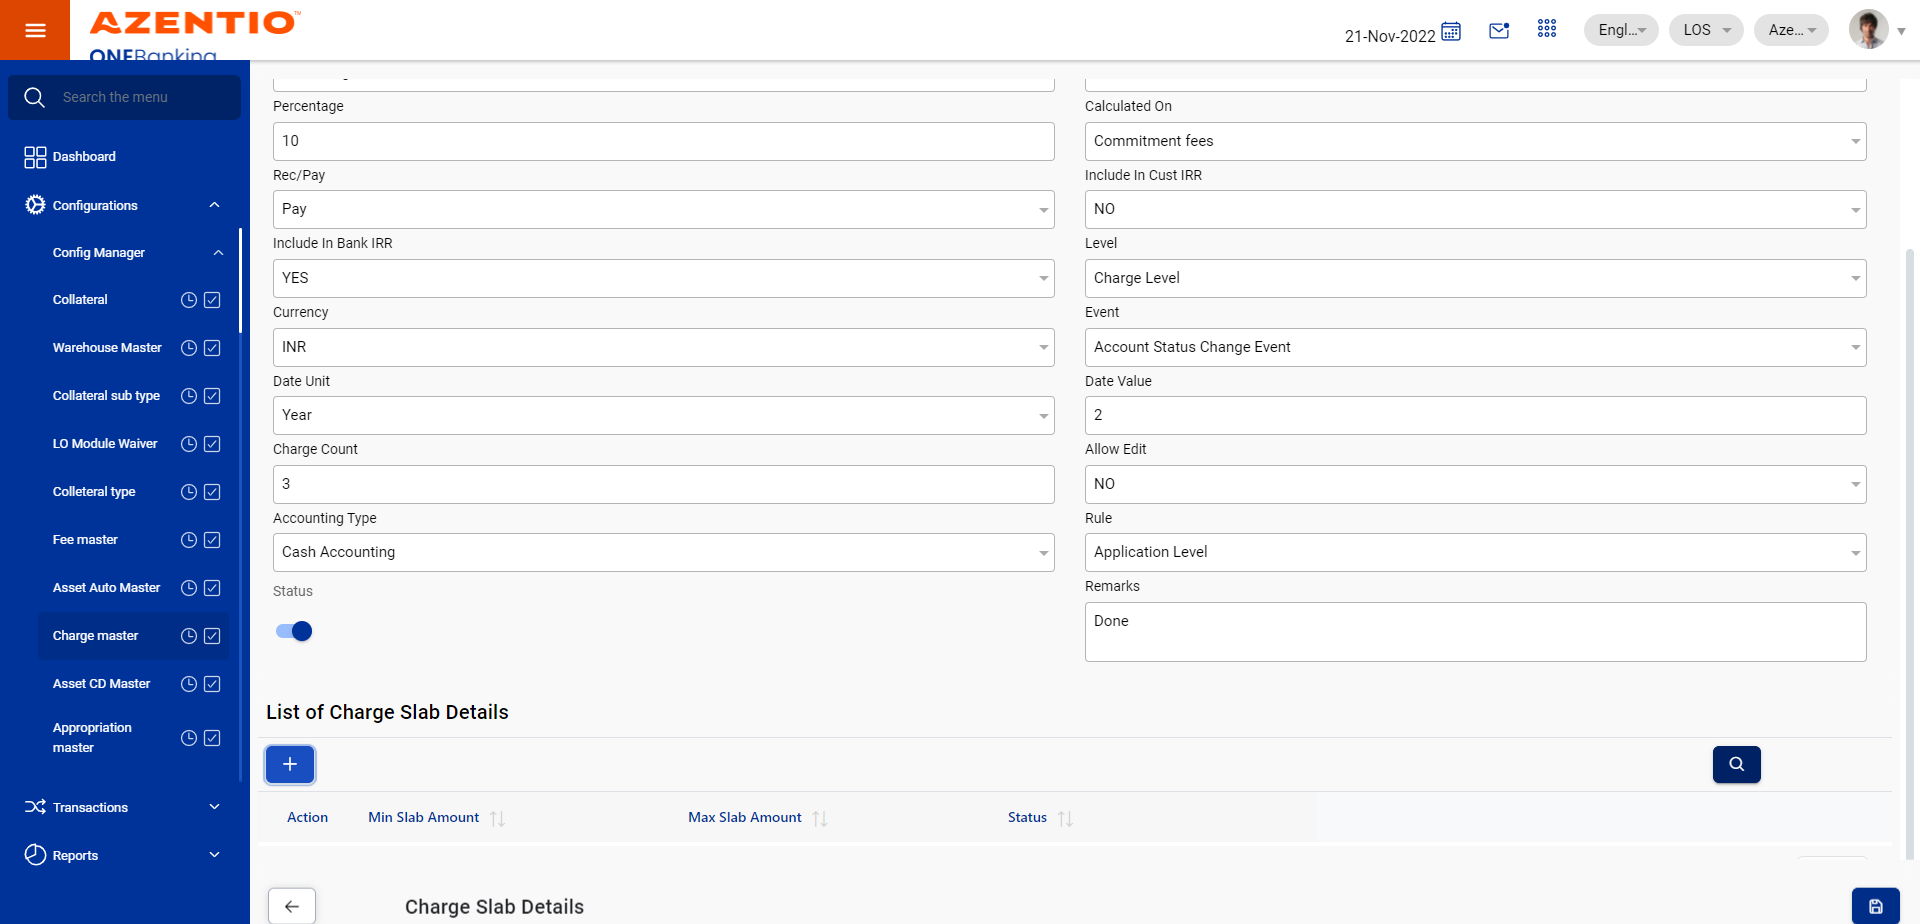 AZENTIO™
ONEBanking
21-Nov-2022
Engl...
LOS
Aze...
Search the menu
Dashboard
Configurations
Config Manager
Collateral
Warehouse Master
Collateral sub type
LO Module Waiver
Colleteral type
Fee master
Asset Auto Master
Charge master
Asset CD Master
Appropriation
master
Transactions
Reports
Percentage
10
Calculated On
Commitment fees
Rec/Pay
Pay
Include In Cust IRR
NO
Include In Bank IRR
YES
Level
Charge Level
Currency
INR
Event
Account Status Change Event
Date Unit
Year
Date Value
2
Charge Count
3
Allow Edit
NO
Accounting Type
Cash Accounting
Rule
Application Level
Status
Remarks
Done
List of Charge Slab Details
Action
Min Slab Amount
Max Slab Amount
Status
Charge Slab Details